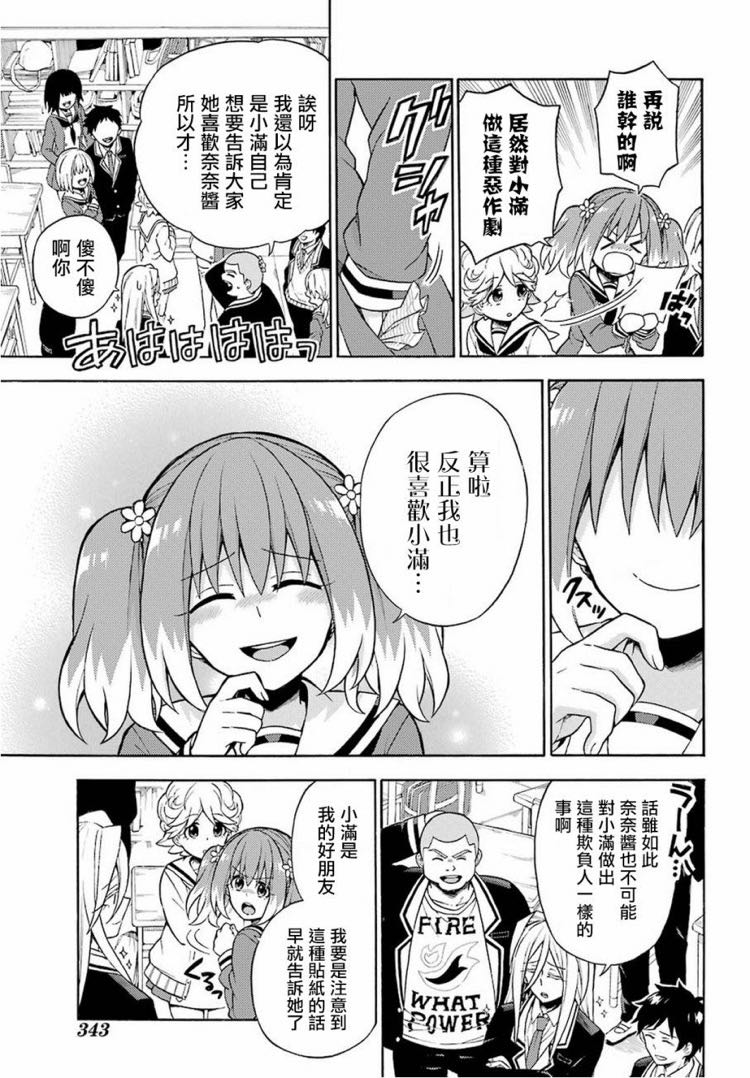 再說
誰幹的啊
居然對小滿
做這種惡作劇
ばっ
グシャ
誒呀
我還以為肯定
是小滿自己
想要告訴大家
她喜歡奈奈醬
所以才…
傻不傻
啊你
あはははははっ
クスッ
算啦
反正我也
很喜歡小滿…
うーん…
話雖如此
奈奈醬也不可能
對小滿做出
這種欺負人一樣的
事啊
FIRE
WHAT
POWER
小滿是
我的好朋友
我要是注意到
這種貼紙的話
早就告訴她了
くるっ
343